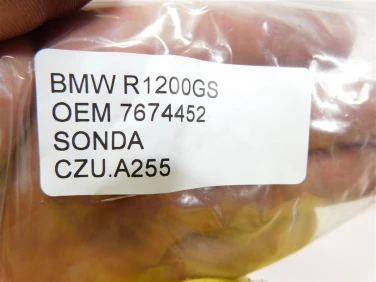 BMW R1200GS
OEM 7674452
SONDA
CZU.A255